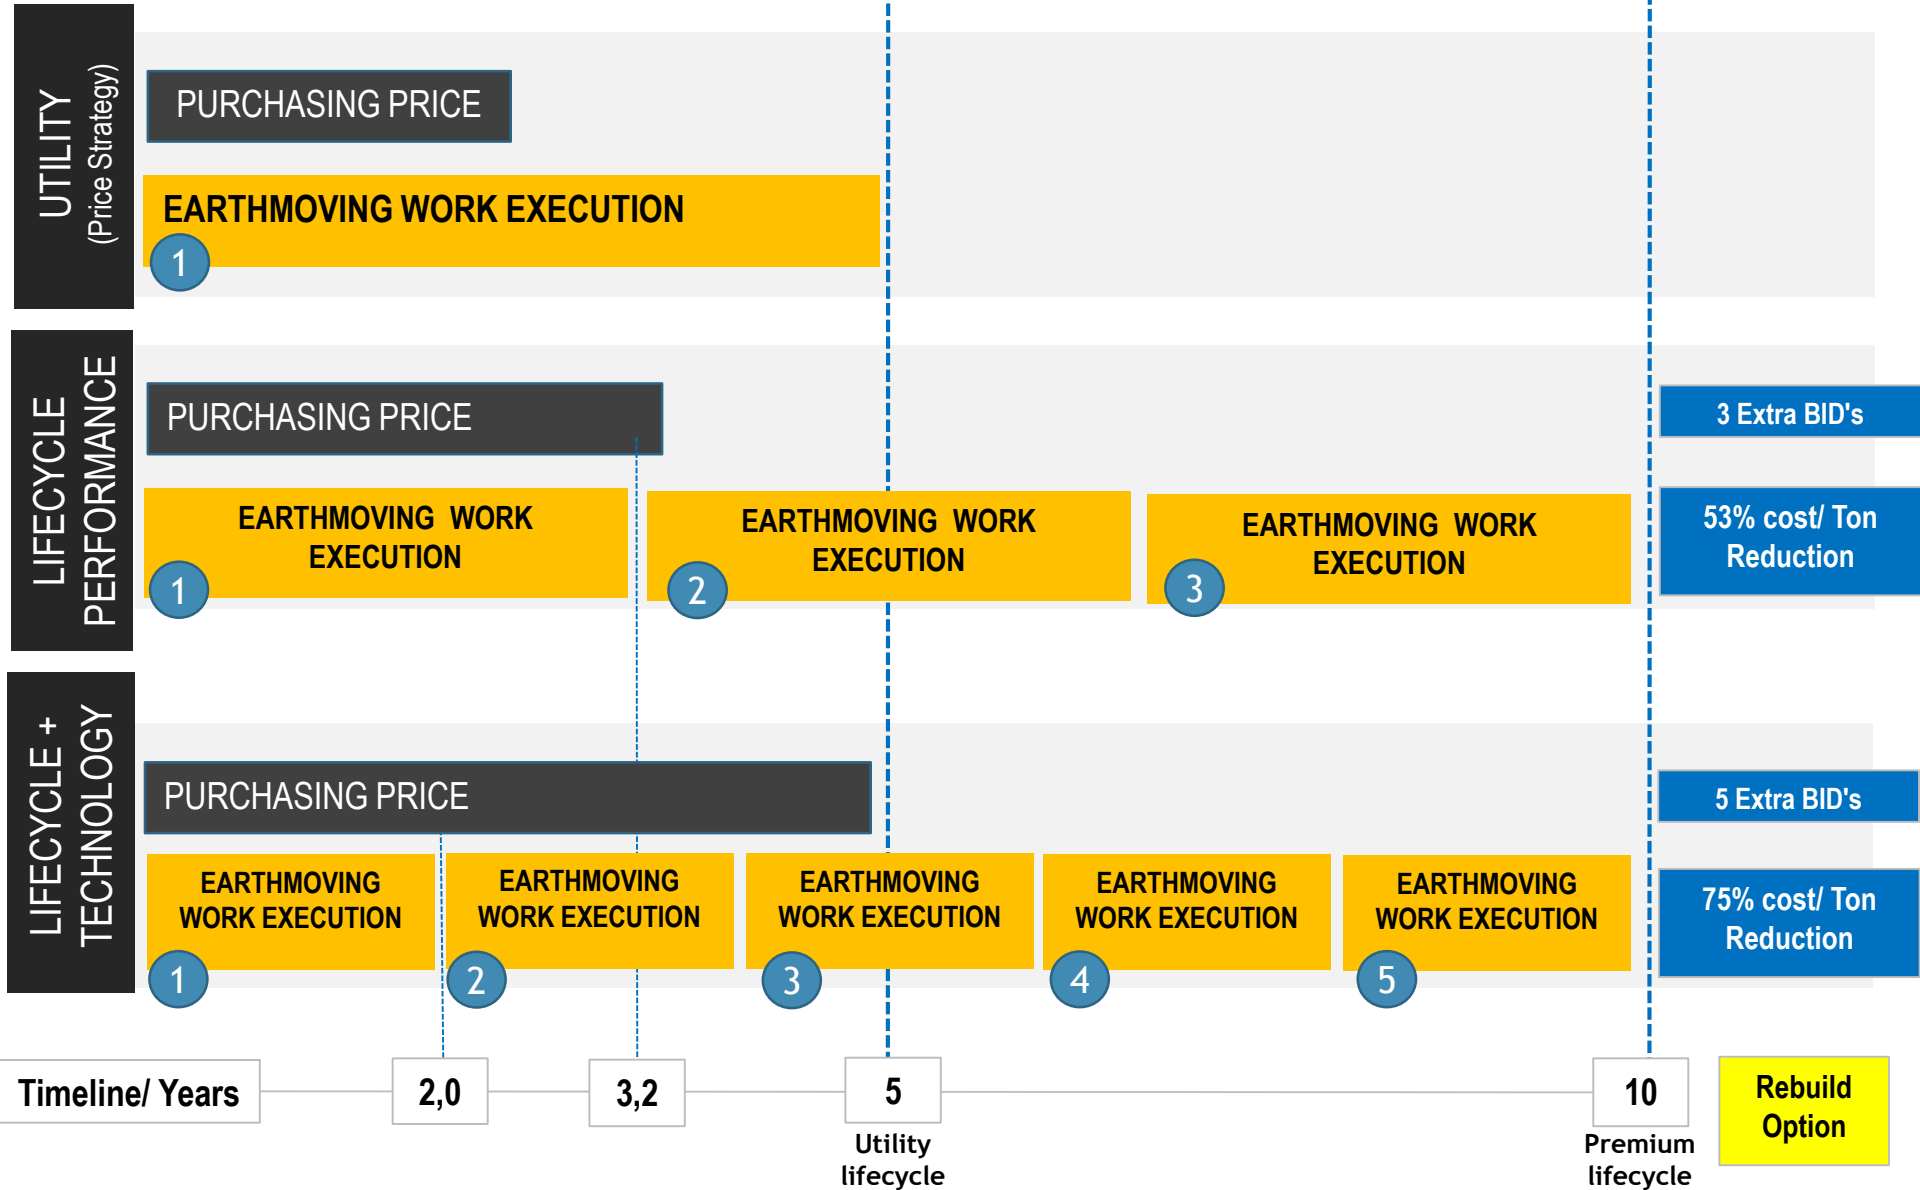 UTILITY
(Price Strategy)
PURCHASING PRICE
EARTHMOVING WORK EXECUTION
1
LIFECYCLE
PERFORMANCE
PURCHASING PRICE
3 Extra BID's
EARTHMOVING WORK
EXECUTION
1
EARTHMOVING WORK
EXECUTION
2
EARTHMOVING WORK
EXECUTION
3
53% cost/ Ton
Reduction
LIFECYCLE +
TECHNOLOGY
PURCHASING PRICE
5 Extra BID's
EARTHMOVING
WORK EXECUTION
1
EARTHMOVING
WORK EXECUTION
2
EARTHMOVING
WORK EXECUTION
3
EARTHMOVING
WORK EXECUTION
4
EARTHMOVING
WORK EXECUTION
5
75% cost/ Ton
Reduction
Timeline/ Years
2,0
3,2
5
Utility
lifecycle
10
Premium
lifecycle
Rebuild
Option